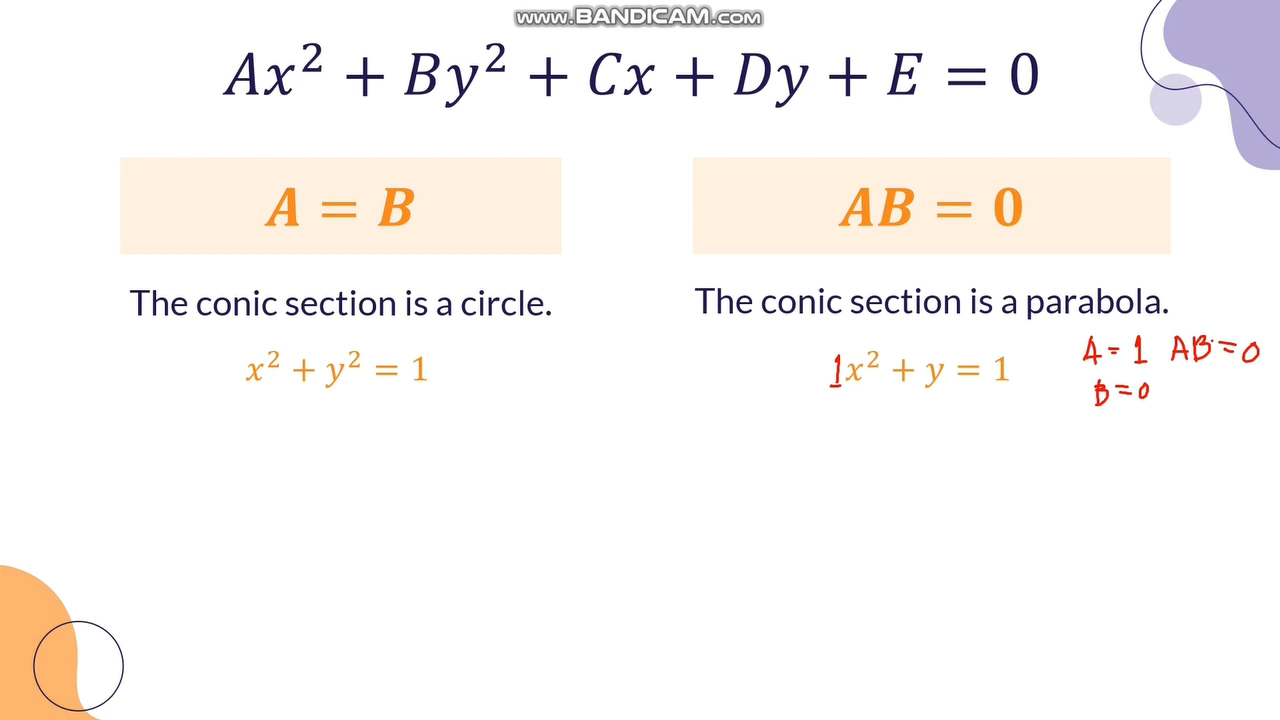 www.BANDICAM.com
Ax² + By² + Cx + Dy + E = 0
A = B
The conic section is a circle.
x² + y² = 1
AB = 0
The conic section is a parabola.
1x² + y = 1
A = 1 AB = 0
B = 0